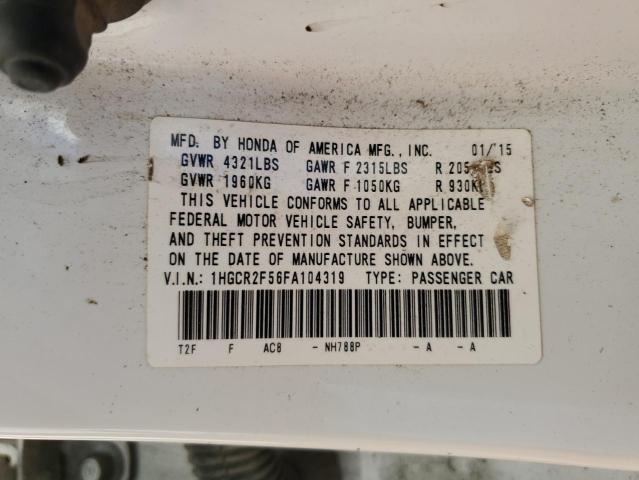 MFD. BY HONDA OF AMERICA MFG., INC. 01/15
GVWR 4321LBS GAWR F 2315LBS R
GVWR 1960KG GAWR F 1050KG R 930KG
THIS VEHICLE CONFORMS TO ALL APPLICABLE
FEDERAL MOTOR VEHICLE SAFETY, BUMPER,
AND THEFT PREVENTION STANDARDS IN EFFECT
ON THE DATE OF MANUFACTURE SHOWN ABOVE.
V.I.N.: 1HGCR2F56FA104319 TYPE: PASSENGER CAR
T2F F AC8 - NH788P - A - A